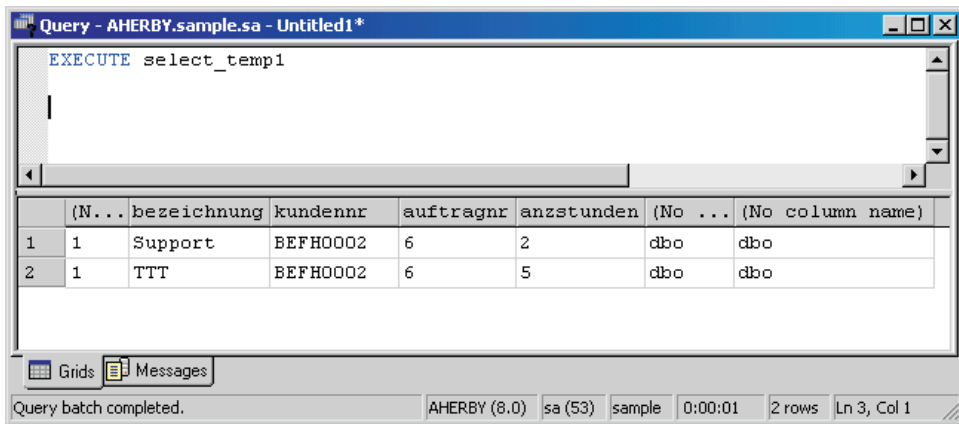 Query - AHERBY.sample.sa - Untitled1*
EXECUTE select_temp1
(N... bezeichnung kundennr auftragnr anzstunden (No ... (No column name)
1 1 Support BEFH0002 6 2 dbo dbo
2 1 TTT BEFH0002 6 5 dbo dbo
Grids Messages
Query batch completed. AHERBY (8.0) sa (53) sample 0:00:01 2 rows Ln 3, Col 1